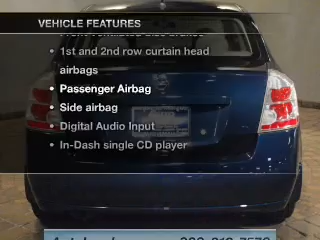 VEHICLE FEATURES
1st and 2nd row curtain head
airbags
Passenger Airbag
Side airbag
Digital Audio Input
In-Dash single CD player